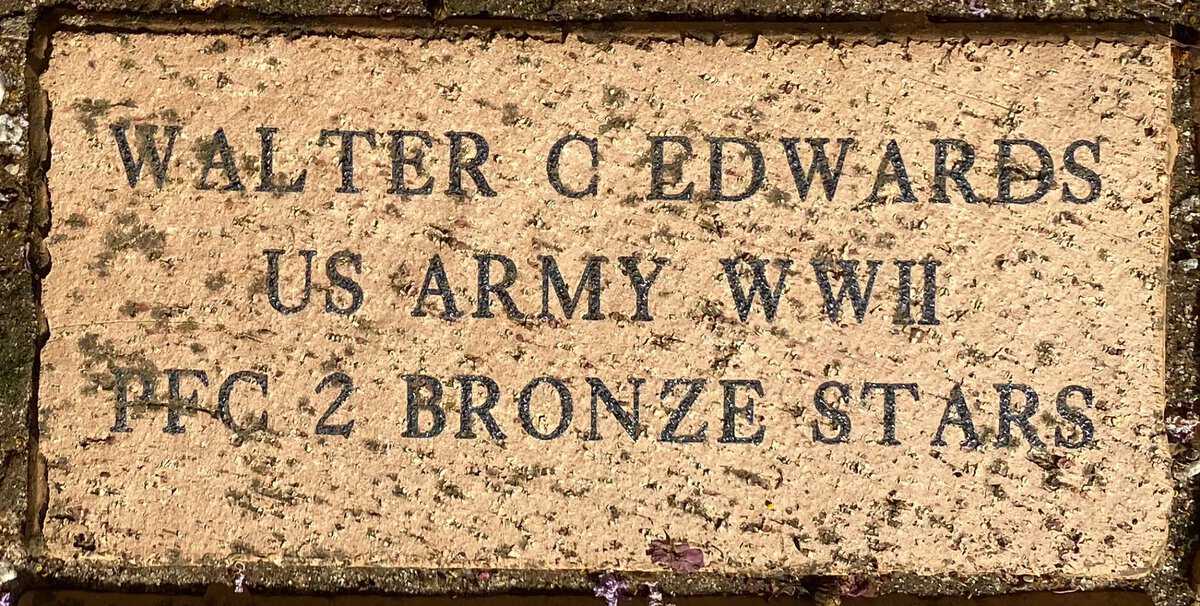 WALTER C EDWARDS
US ARMY WWII
PFC 2 BRONZE STARS